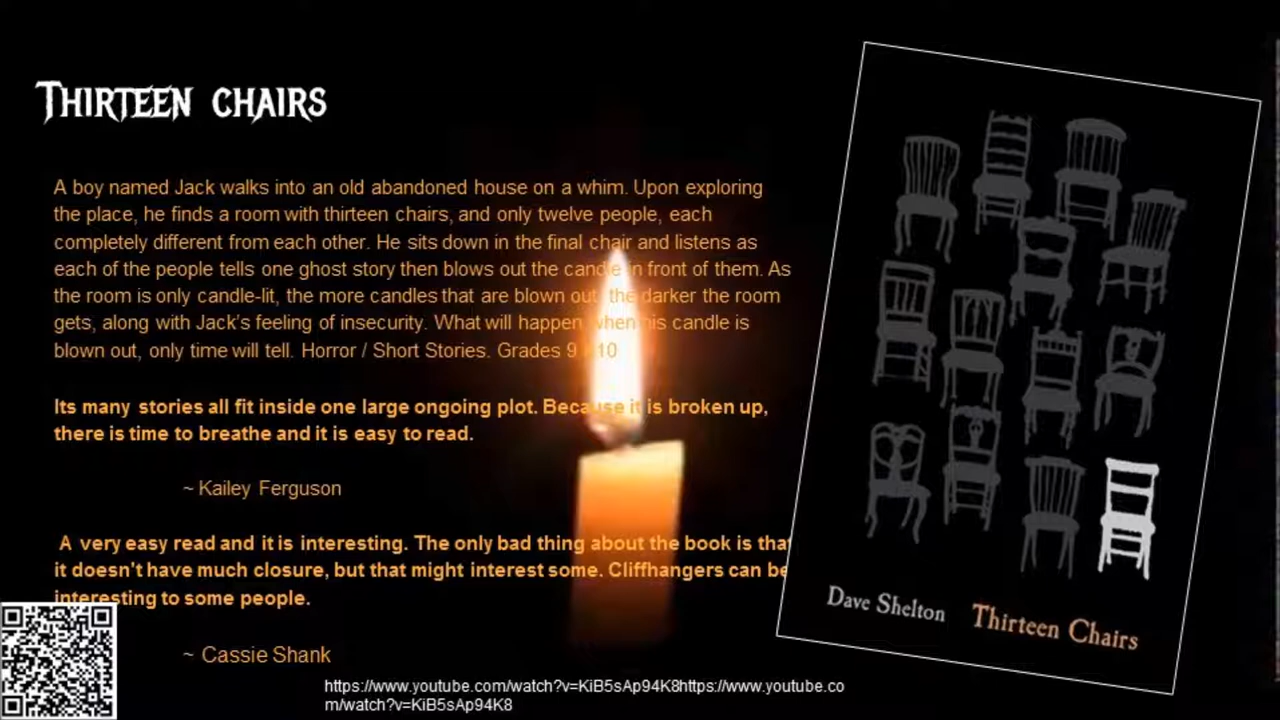 THIRTEEN CHAIRS
A boy named Jack walks into an old abandoned house on a whim. Upon exploring
the place, he finds a room with thirteen chairs, and only twelve people, each
completely different from each other. He sits down in the final chair and listens as
each of the people tells one ghost story then blows out the candle in front of them. As
the room is only candle-lit, the more candles that are blown out, the darker the room
gets, along with Jack's feeling of insecurity. What will happen when his candle is
blown out, only time will tell. Horror / Short Stories. Grades 9 10
Its many stories all fit inside one large ongoing plot. Because it is broken up,
there is time to breathe and it is easy to read.
~ Kailey Ferguson
A very easy read and it is interesting. The only bad thing about the book is that
it doesn't have much closure, but that might interest some. Cliffhangers can be
interesting to some people.
~ Cassie Shank
https://www.youtube.com/watch?v=KiB5sAp94K8https://www.youtube.co
m/watch?v=KiB5sAp94K8
Dave Shelton Thirteen Chairs